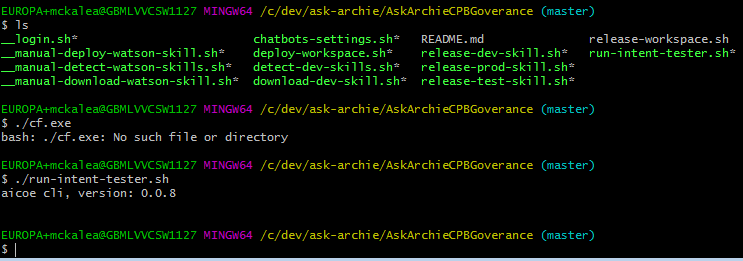 EUROPA+mckalea@GBMLVVCSW1127 MINGW64 /c/dev/ask-archie/AskArchieCPBGoverance (master)
$ ls
__login.sh* chatbots-settings.sh* README.md release-workspace.sh
__manual-deploy-watson-skill.sh* deploy-workspace.sh* release-dev-skill.sh* run-intent-tester.sh*
__manual-detect-watson-skills.sh* detect-dev-skills.sh* release-prod-skill.sh*
__manual-download-watson-skill.sh* download-dev-skill.sh* release-test-skill.sh*
EUROPA+mckalea@GBMLVVCSW1127 MINGW64 /c/dev/ask-archie/AskArchieCPBGoverance (master)
$ ./cf.exe
bash: ./cf.exe: No such file or directory
EUROPA+mckalea@GBMLVVCSW1127 MINGW64 /c/dev/ask-archie/AskArchieCPBGoverance (master)
$ ./run-intent-tester.sh
aicoe cli, version: 0.0.8
EUROPA+mckalea@GBMLVVCSW1127 MINGW64 /c/dev/ask-archie/AskArchieCPBGoverance (master)
$